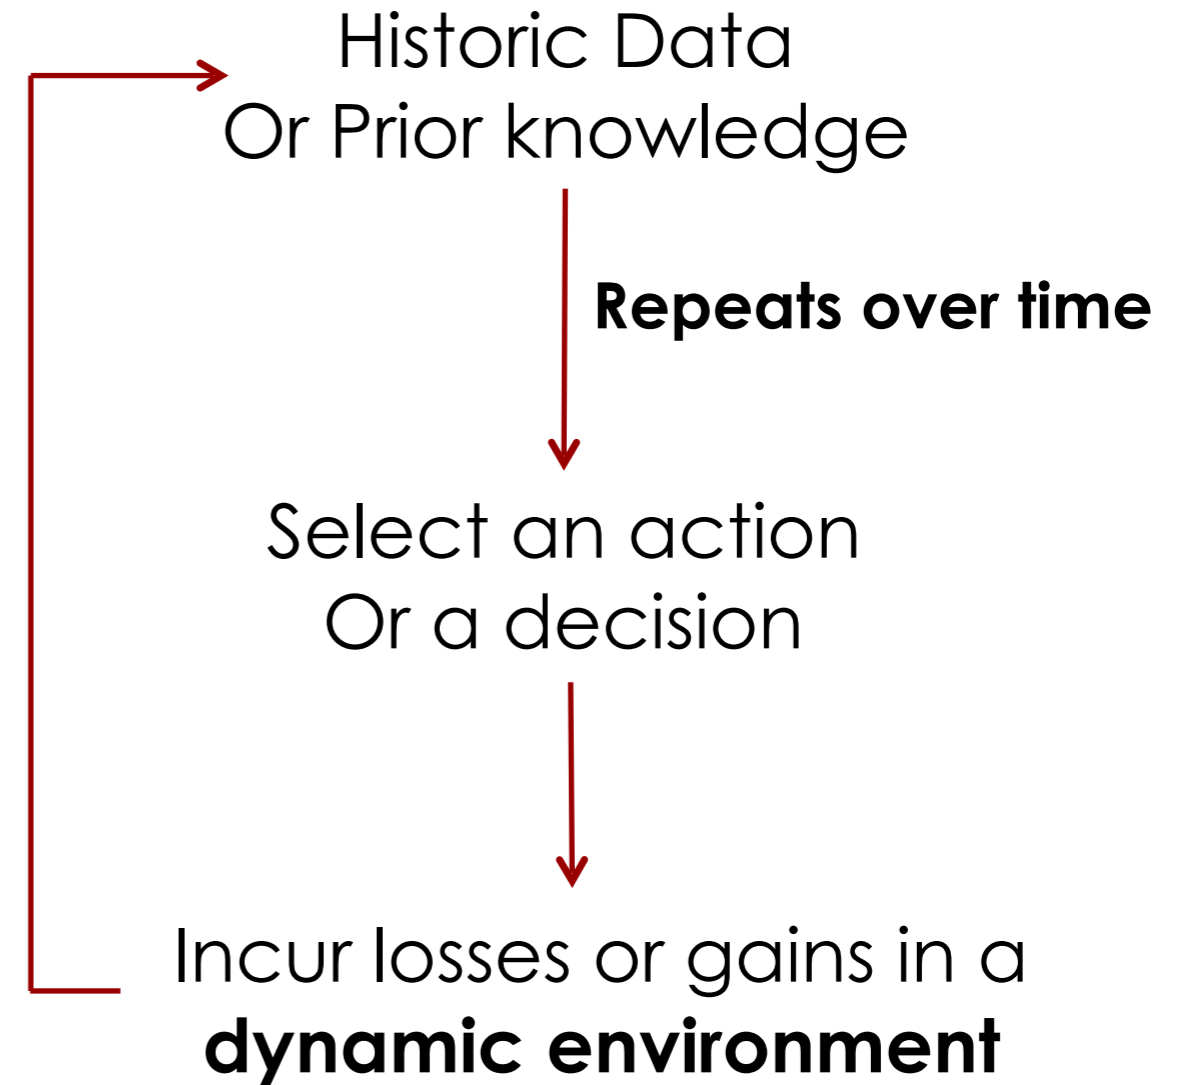 Historic Data
Or Prior knowledge
Repeats over time
Select an action
Or a decision
Incur losses or gains in a
dynamic environment